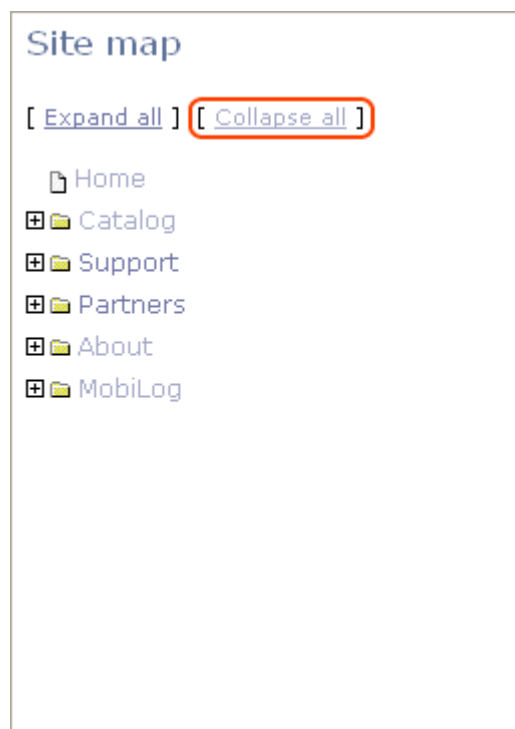 Site map
[ Expand all ] [ Collapse all ]
Home
Catalog
Support
Partners
About
MobiLog